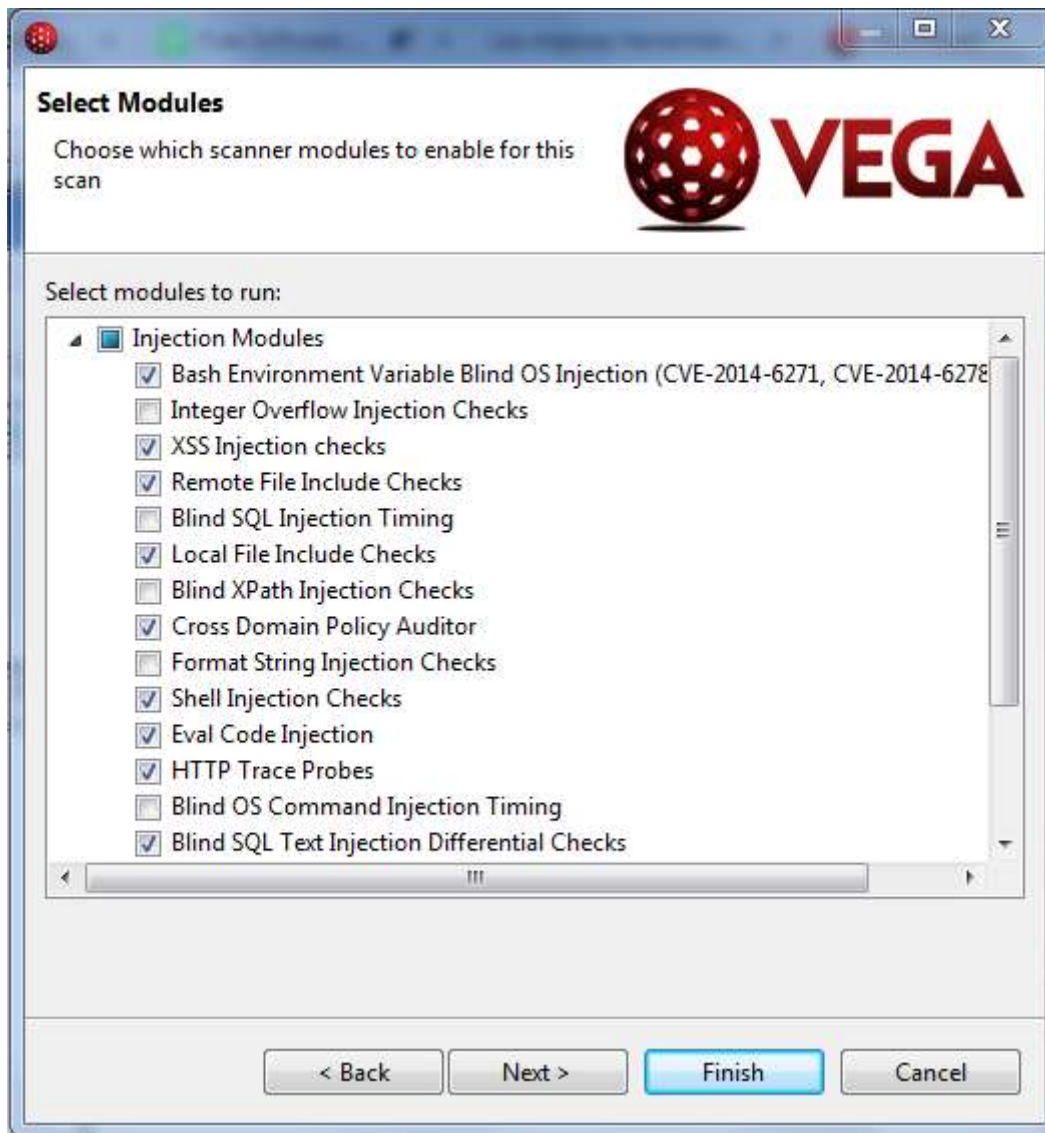 Select Modules
Choose which scanner modules to enable for this
scan
VEGA
Select modules to run:
Injection Modules
Bash Environment Variable Blind OS Injection (CVE-2014-6271, CVE-2014-6278
Integer Overflow Injection Checks
XSS Injection checks
Remote File Include Checks
Blind SQL Injection Timing
Local File Include Checks
Blind XPath Injection Checks
Cross Domain Policy Auditor
Format String Injection Checks
Shell Injection Checks
Eval Code Injection
HTTP Trace Probes
Blind OS Command Injection Timing
Blind SQL Text Injection Differential Checks
< Back Next > Finish Cancel